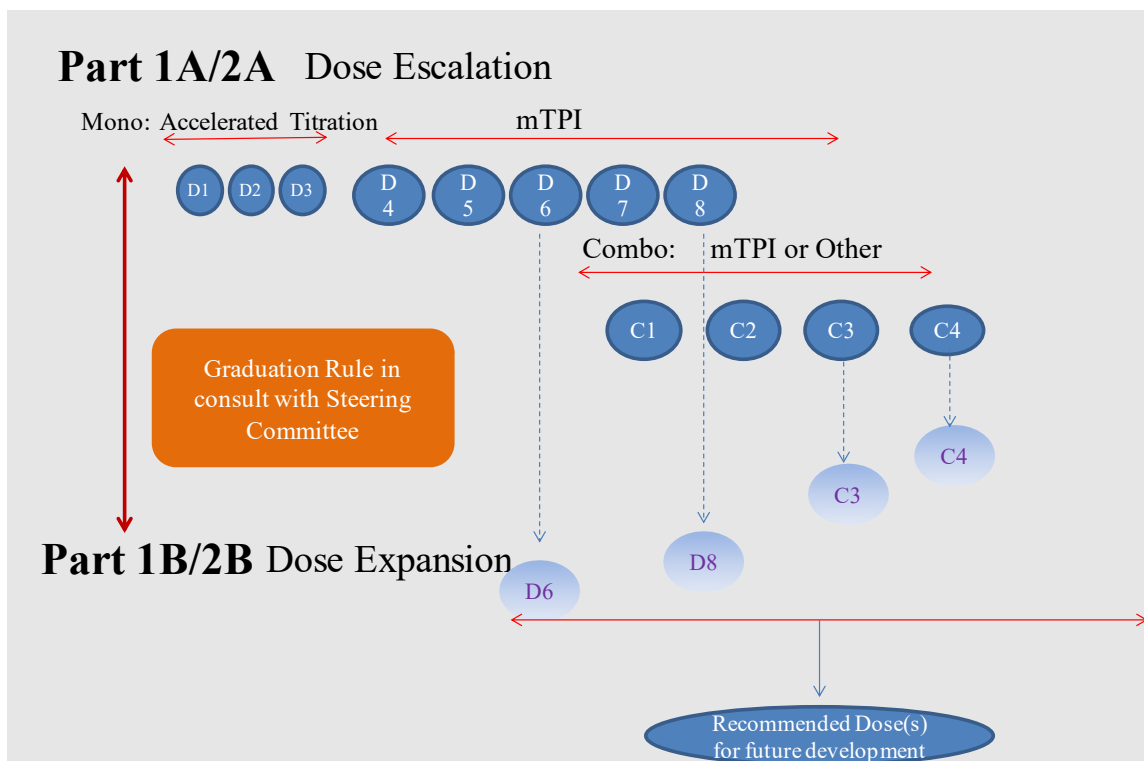 Part 1A/2A Dose Escalation
Mono: Accelerated Titration mTPI
D1 D2 D3 D
4 D
5 D
6 D
7 D
8
Combo: mTPI or Other
C1 C2 C3 C4
Graduation Rule in
consult with Steering
Committee
C4
C3
Part 1B/2B Dose Expansion
D8
D6
Recommended Dose(s)
for future development